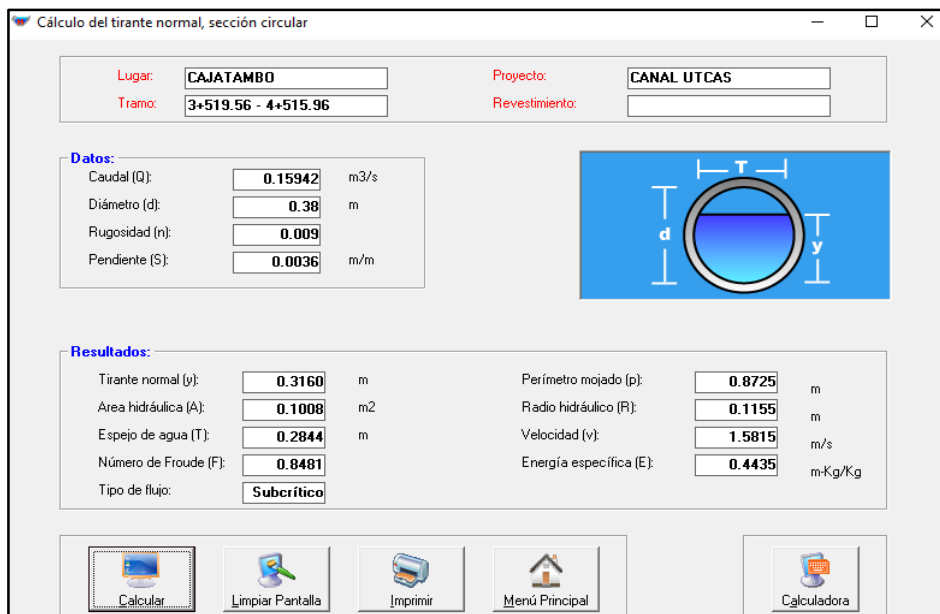 Cálculo del tirante normal, sección circular
Lugar: CAJATAMBO Proyecto: CANAL UTCAS
Tramo: 3+519.56 - 4+515.96 Revestimiento:
Datos:
Caudal (Q): 0.15942 m3/s
Diámetro (d): 0.38 m
Rugosidad (n): 0.009
Pendiente (S): 0.0036 m/m
T
d
y
Resultados:
Tirante normal (y): 0.3160 m Perímetro mojado (p): 0.8725 m
Area hidráulica (A): 0.1008 m2 Radio hidráulico (R): 0.1155 m
Espejo de agua (T): 0.2844 m Velocidad (v): 1.5815 m/s
Número de Froude (F): 0.8481 Energía específica (E): 0.4435 m-Kg/Kg
Tipo de flujo: Subcrítico
Calcular Limpiar Pantalla Imprimir Menú Principal Calculadora